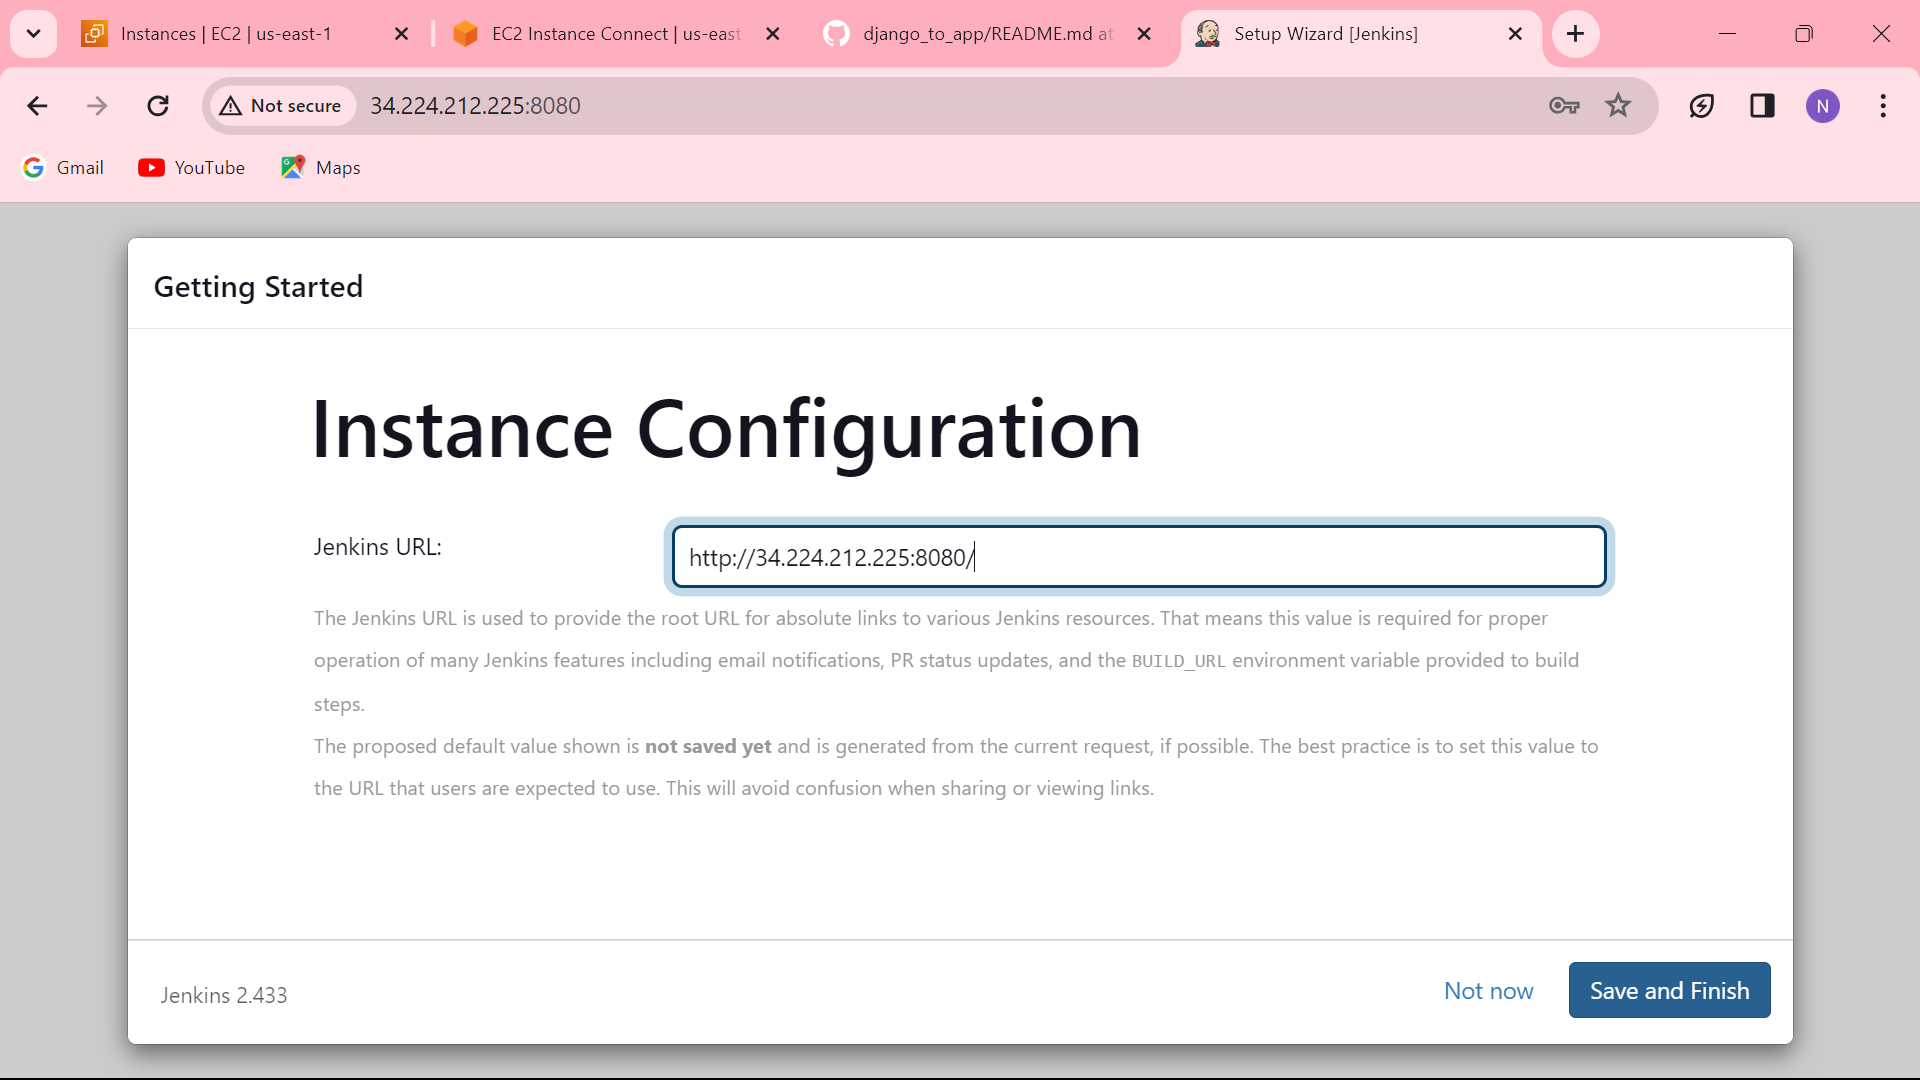 Instances | EC2 | us-east-1
EC2 Instance Connect | us-east
django_to_app/README.md at
Setup Wizard [Jenkins]
Not secure
34.224.212.225:8080
N
Gmail
YouTube
Maps
Getting Started
Instance Configuration
Jenkins URL:
http://34.224.212.225:8080/
The Jenkins URL is used to provide the root URL for absolute links to various Jenkins resources. That means this value is required for proper
operation of many Jenkins features including email notifications, PR status updates, and the BUILD_URL environment variable provided to build
steps.
The proposed default value shown is not saved yet and is generated from the current request, if possible. The best practice is to set this value to
the URL that users are expected to use. This will avoid confusion when sharing or viewing links.
Jenkins 2.433
Not now
Save and Finish